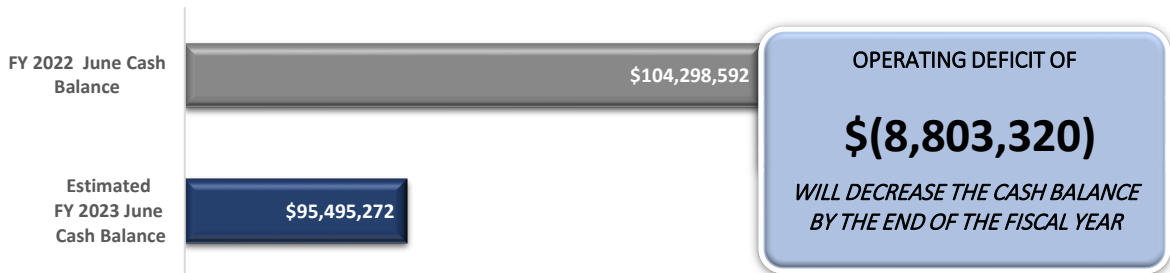 FY 2022 June Cash
Balance
$104,298,592
Estimated
FY 2023 June
Cash Balance
$95,495,272
OPERATING DEFICIT OF
$(8,803,320)
WILL DECREASE THE CASH BALANCE
BY THE END OF THE FISCAL YEAR